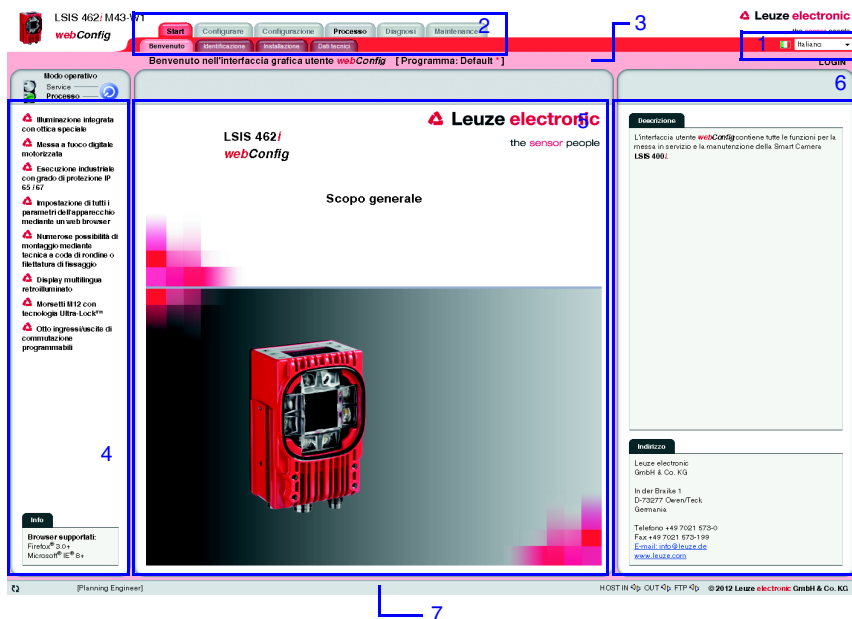 LSIS 462i M43-W1
webConfig
Start
Configurare
Configurazione
Processo
Diagnosi
Maintenance
2
3
Leuze electronic
the sensor people
1
Italiano
Benvenuto
Identificazione
Installazione
Dati tecnici
Benvenuto nell'interfaccia grafica utente webConfig [ Programma: Default * ]
LOGIN
6
Modo operativo
Service
Processo
Illuminazione integrata
con ottica speciale
Messa a fuoco digitale
motorizzata
Esecuzione industriale
con grado di protezione IP
65 / 67
Impostazione di tutti i
parametri dell'apparecchio
mediante un web browser
Numerose possibilità di
montaggio mediante
tecnica a coda di rondine o
filettatura di fissaggio
Display multilingua
retroilluminato
Morsetti M12 con
tecnologia Ultra-Lock™
Otto ingressi/uscite di
commutazione
programmabili
4
Info
Browser supportati:
Firefox® 3.0+
Microsoft® IE® 8+
LSIS 462i
webConfig
Leuze electronic
5
the sensor people
Scopo generale
Descrizione
L'interfaccia utente webConfig contiene tutte le funzioni per la
messa in servizio e la manutenzione della Smart Camera
LSIS 400i.
Indirizzo
Leuze electronic
GmbH & Co. KG
In der Braike 1
D-73277 Owen/Teck
Germania
Telefono +49 7021 573-0
Fax +49 7021 573-199
E-mail: info@leuze.de
www.leuze.com
[Planning Engineer]
HOST IN OUT FTP © 2012 Leuze electronic GmbH & Co. KG
7